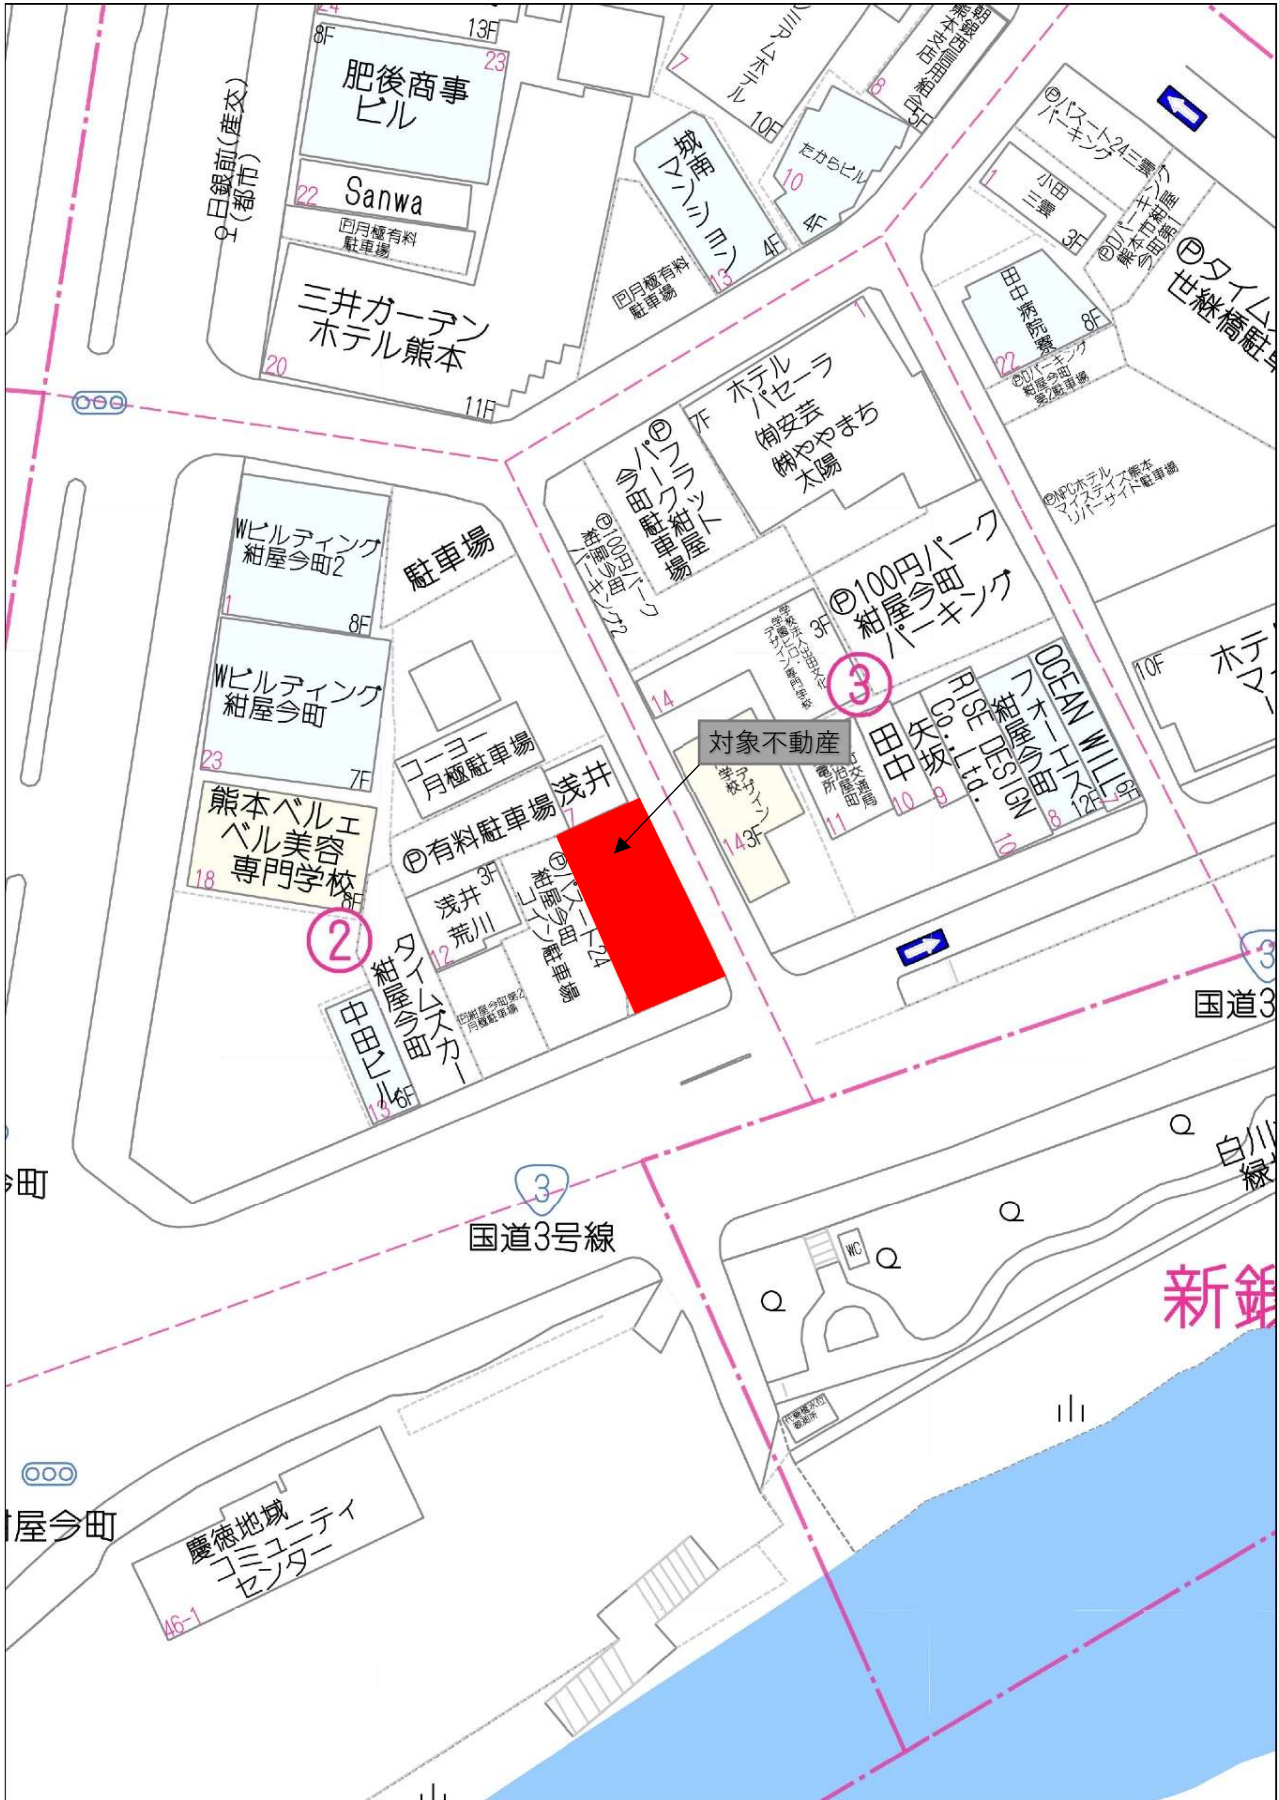 24
13F
8F
23
肥後商事
ビル
日銀前(産交)
(都市)
22
Sanwa
回月極有料
駐車場
三井ガーデン
ホテル熊本
20
11F
ミアムホテル
7
10F
8
5F
城南マンション
4F
13
回月極有料
駐車場
たからビル
10
4F
Ⓟパスート24三雲
パーキング
1
小田
三雲
3F
田中病院寮
8F
22
Ⓟタイムズ
世継橋駐車
ⓅNPCホテル
マイステイズ熊本
リバーサイド駐車場
ホテル
パセーラ
㈲安芸
㈱ややまち
太陽
7F
1
Ⓟフラット
パーク紺屋
今町駐車場
Ⓟ100円パーク
紺屋今町
パーキング2
Ⓟ100円パーク
紺屋今町
パーキング
3F
③
14
Wビルディング
紺屋今町2
1
8F
駐車場
Wビルディング
紺屋今町
23
7F
コーヨー
月極駐車場
熊本ベルエ
ベル美容
専門学校
18
8F
②
Ⓟ有料駐車場
浅井
7
対象不動産
3F
浅井
荒川
12
Ⓟパスート24
紺屋今町
コイン駐車場
タイムズカー
紺屋今町
中田ビル
13
6F
143F
11
田中
10
矢坂
9
RISE DESIGN
Co.,Ltd.
10
フォーエス
紺屋今町
12F
8
OCEAN WILL
7
10F
ホテ
マー
3
国道3
3
国道3号線
今町
白川
緑
WC
新鍛
屋今町
慶徳地域
コミュニティ
センター
46-1